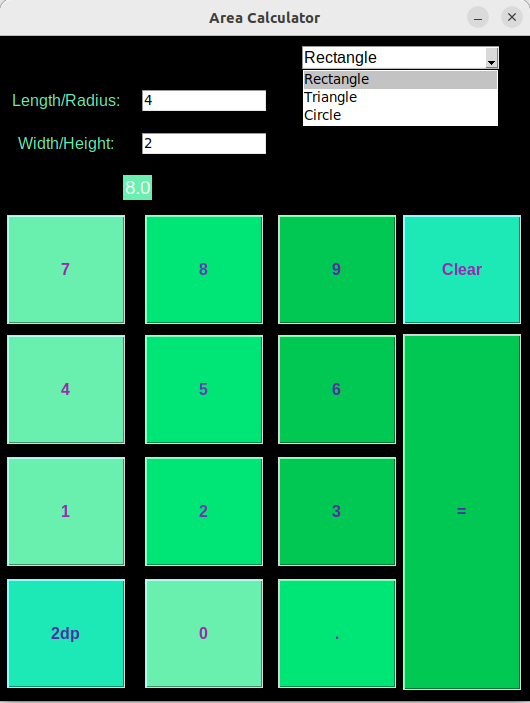 Area Calculator
Rectangle
Rectangle
Triangle
Circle
Length/Radius: 4
Width/Height: 2
8.0
7 8 9 Clear
4 5 6
1 2 3 =
2dp 0 .